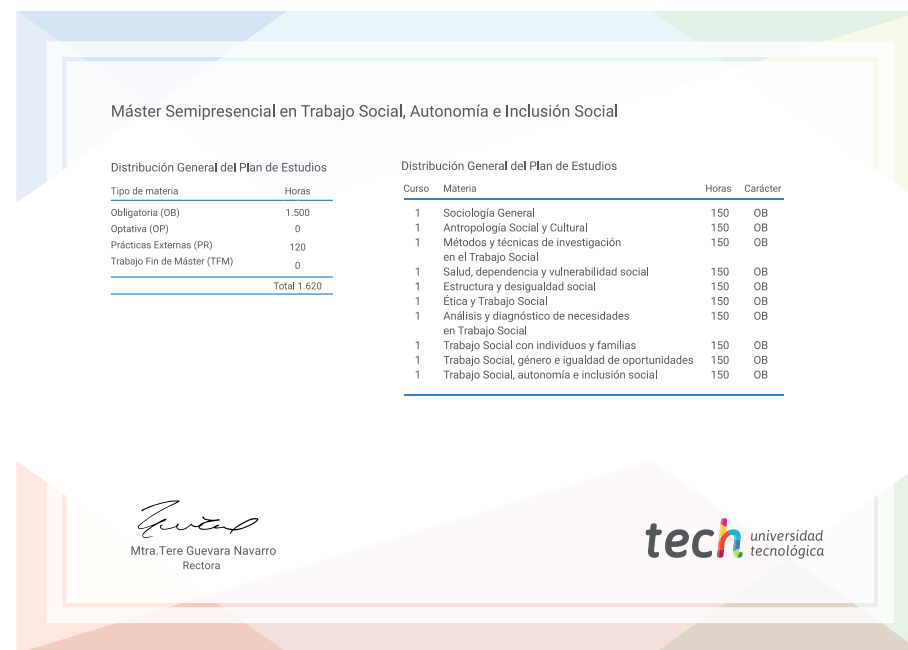 Máster Semipresencial en Trabajo Social, Autonomía e Inclusión Social
Distribución General del Plan de Estudios
Tipo de materia Horas
Obligatoria (OB) 1.500
Optativa (OP) 0
Prácticas Externas (PR) 120
Trabajo Fin de Máster (TFM) 0
Total 1.620
Distribución General del Plan de Estudios
Curso Materia Horas Carácter
1 Sociología General 150 OB
1 Antropología Social y Cultural 150 OB
1 Métodos y técnicas de investigación 150 OB
en el Trabajo Social
1 Salud, dependencia y vulnerabilidad social 150 OB
1 Estructura y desigualdad social 150 OB
1 Ética y Trabajo Social 150 OB
1 Análisis y diagnóstico de necesidades 150 OB
en Trabajo Social
1 Trabajo Social con individuos y familias 150 OB
1 Trabajo Social, género e igualdad de oportunidades 150 OB
1 Trabajo Social, autonomía e inclusión social 150 OB
Mtra.Tere Guevara Navarro
Rectora
tech universidad
tecnológica